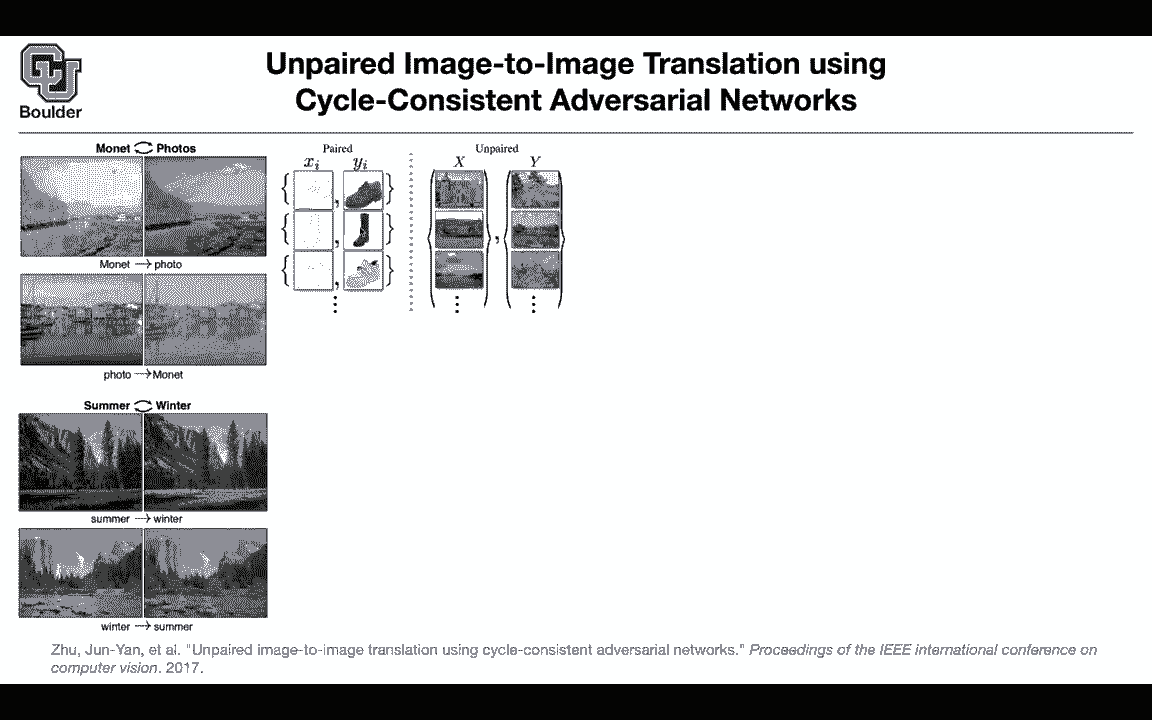 Unpaired Image-to-Image Translation using
Cycle-Consistent Adversarial Networks
CU
Boulder
Monet Photos
Monet → photo
photo → Monet
Summer Winter
summer → winter
winter → summer
Paired
x_i y_i
{ , }
{ , }
{ , }
⋮
Unpaired
X Y
{ } , { }
⋮ ⋮
Zhu, Jun-Yan, et al. "Unpaired image-to-image translation using cycle-consistent adversarial networks." Proceedings of the IEEE international conference on
computer vision. 2017.